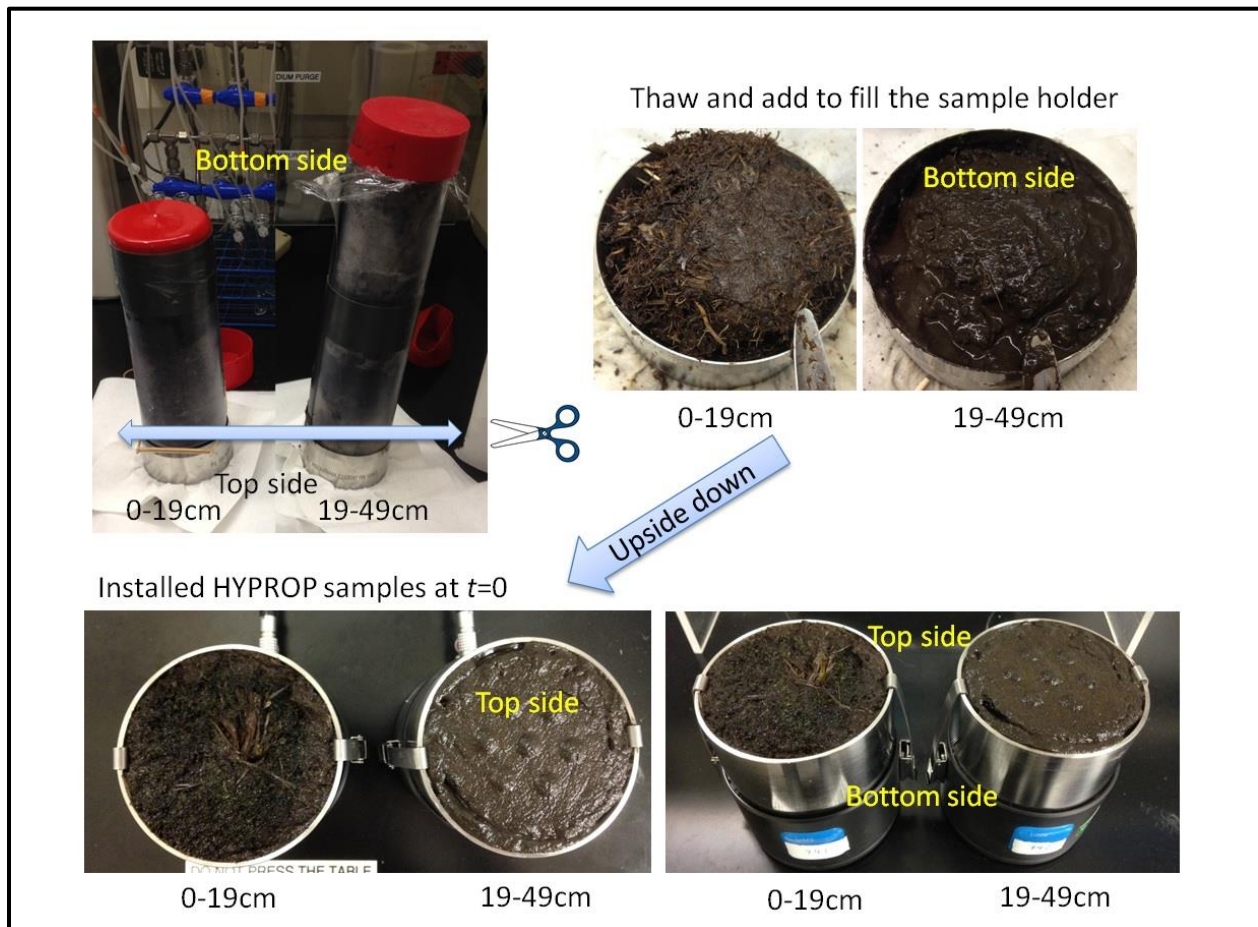 DIUM PURGE
Bottom side
Top side
0-19cm 19-49cm
Thaw and add to fill the sample holder
Bottom side
0-19cm 19-49cm
Upside down
Installed HYPROP samples at t=0
Top side
DO NOT PRESS THE TABLE
0-19cm 19-49cm
Top side
Bottom side
0-19cm 19-49cm